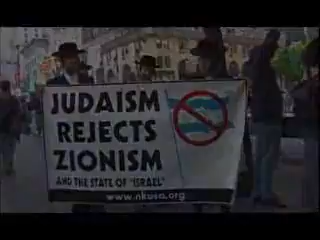 JUDAISM
REJECTS
ZIONISM
AND THE STATE OF "ISRAEL"
www.nkusa.org